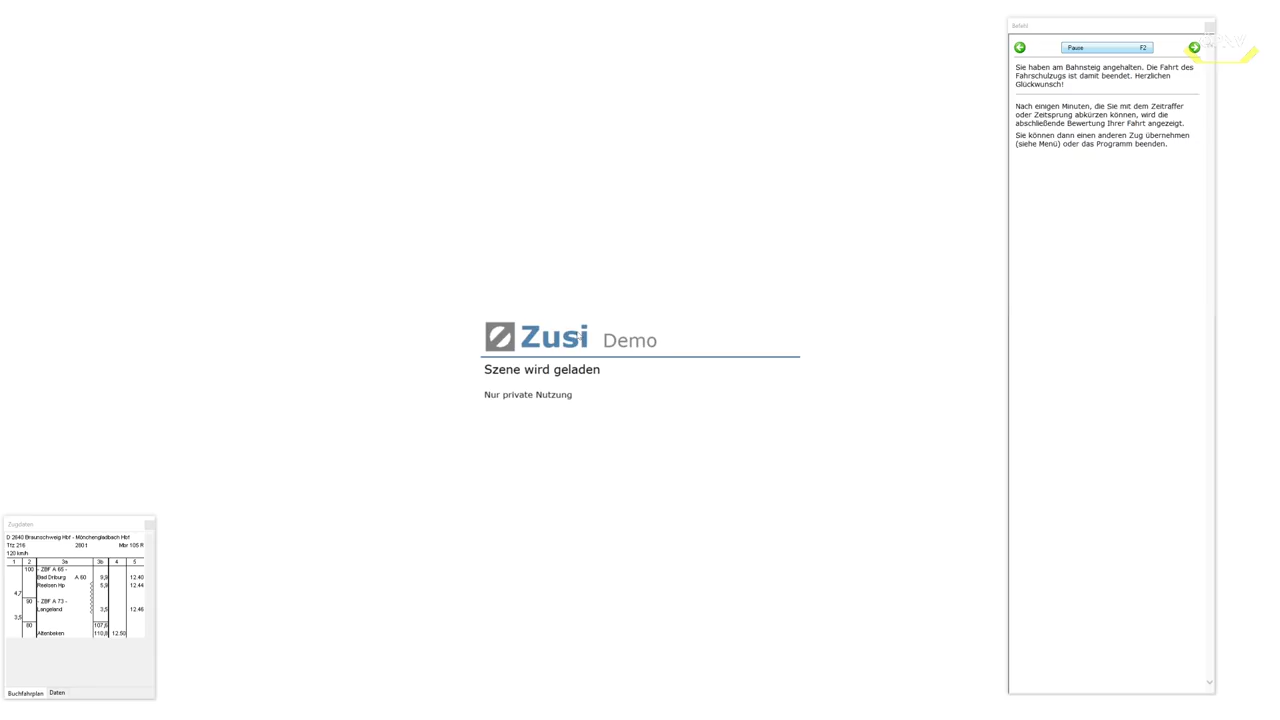 Befehl
Pause F2
Sie haben am Bahnsteig angehalten. Die Fahrt des
Fahrschulzugs ist damit beendet. Herzlichen
Glückwunsch!
Nach einigen Minuten, die Sie mit dem Zeitraffer
oder Zeitsprung abkürzen können, wird die
abschließende Bewertung Ihrer Fahrt angezeigt.
Sie können dann einen anderen Zug übernehmen
(siehe Menü) oder das Programm beenden.
Zusi Demo
Szene wird geladen
Nur private Nutzung
Zugdaten
D 2640 Braunschweig Hbf - Mönchengladbach Hbf
Tfz 216 2801 Mbr 105 R
120 km/h
1 2 3a 3b 4 5
100 - ZBF A 65 -
Bad Driburg A 60 9,9 12.40
Reelsen Hp 5,9 12.44
4,7
90 - ZBF A 73 -
Langeland 3,5 12.46
3,5
80 107,6
Altenbeken 110,8 12.50
Buchfahrplan Daten